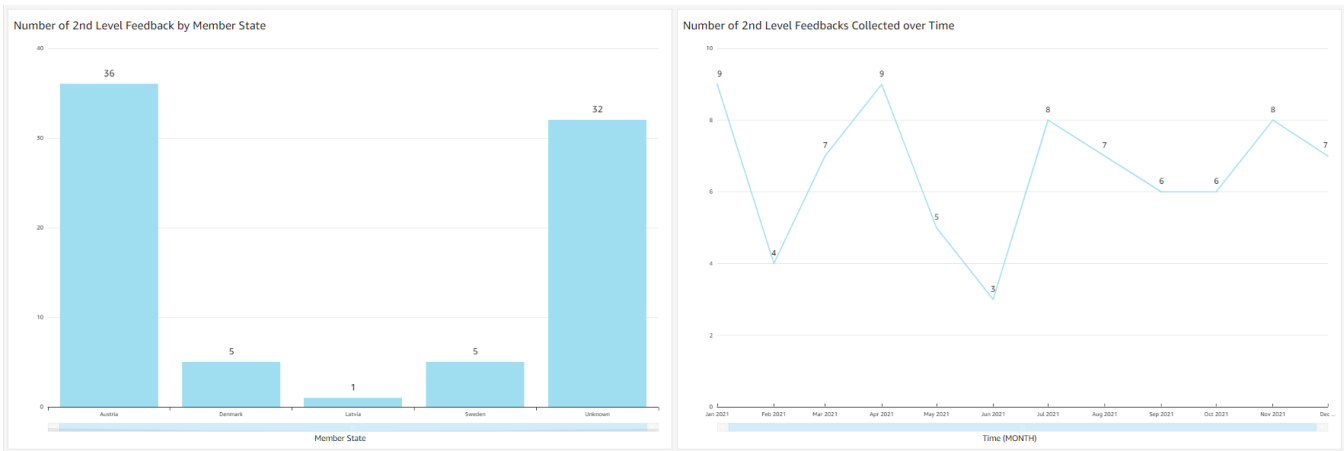 Number of 2nd Level Feedback by Member State
40
36
32
30
20
10
5
5
1
0
Austria
Denmark
Latvia
Sweden
Unknown
Member State
Number of 2nd Level Feedbacks Collected over Time
10
9
9
8
8
8
7
7
7
6
6
6
5
4
4
3
2
0
Jan 2021
Feb 2021
Mar 2021
Apr 2021
May 2021
Jun 2021
Jul 2021
Aug 2021
Sep 2021
Oct 2021
Nov 2021
Dec...
Time (MONTH)